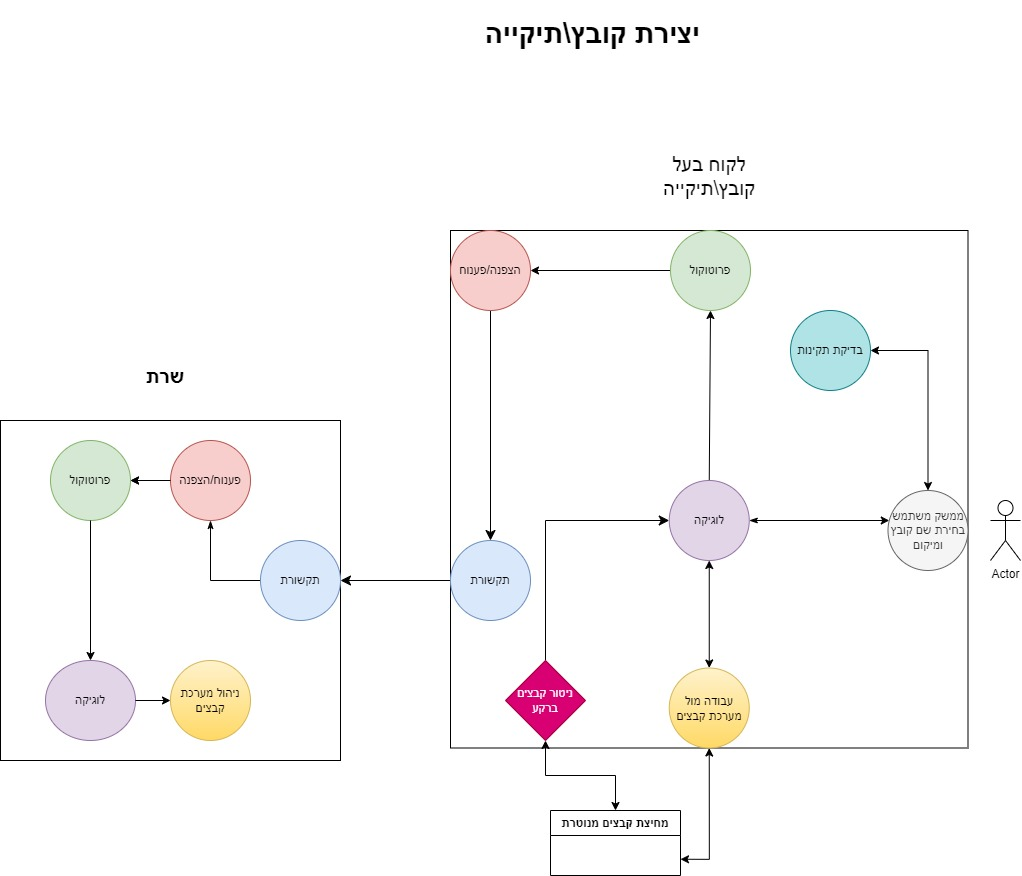 יצירת קובץ\תיקייה
לקוח בעל
קובץ\תיקייה
הצפנה/פענוח
פרוטוקול
בדיקת תקינות
שרת
פרוטוקול
פענוח/הצפנה
לוגיקה
ממשק משתמש
בחירת שם קובץ
ומיקום
Actor
תקשורת
תקשורת
לוגיקה
ניהול מערכת
קבצים
ניטור קבצים
ברקע
עבודה מול
מערכת קבצים
מחיצת קבצים מנוטרת